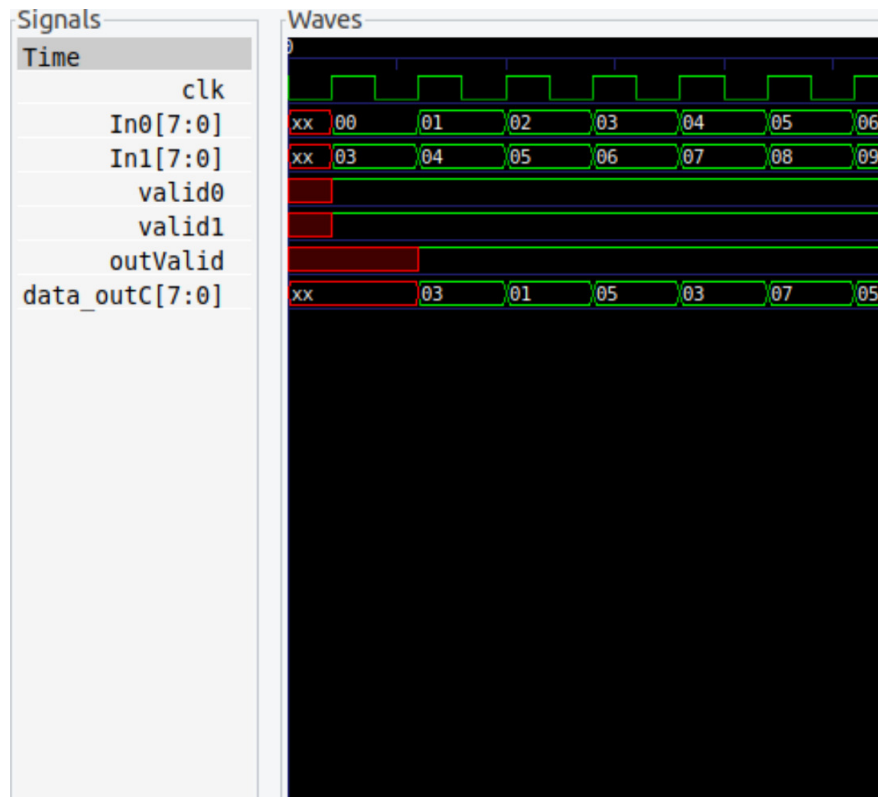 Signals
Waves
Time
0
clk
In0[7:0] xx 00 01 02 03 04 05 06
In1[7:0] xx 03 04 05 06 07 08 09
valid0
valid1
outValid
data_outC[7:0] xx 03 01 05 03 07 05